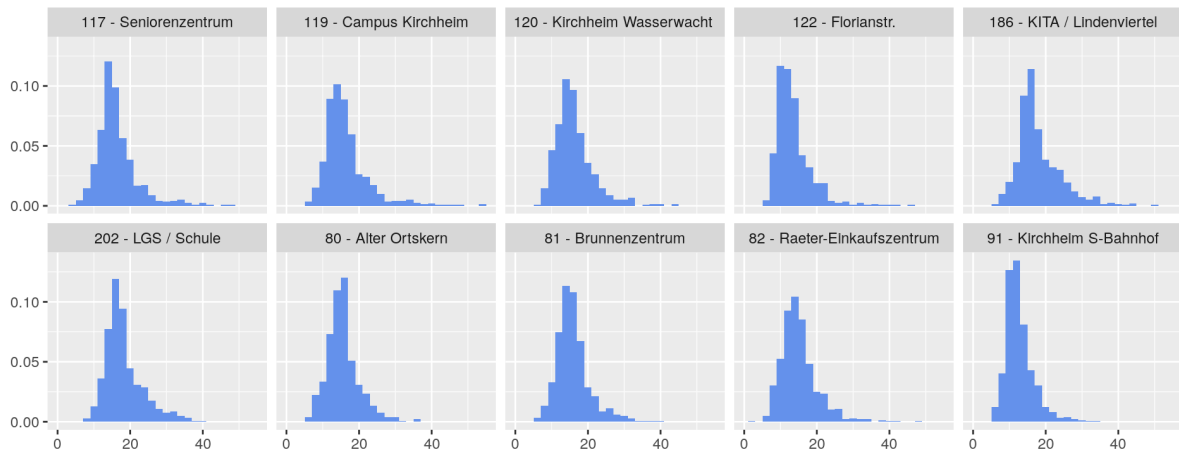 117 - Seniorenzentrum
119 - Campus Kirchheim
120 - Kirchheim Wasserwacht
122 - Florianstr.
186 - KITA / Lindenviertel
0.10
0.05
0.00
202 - LGS / Schule
80 - Alter Ortskern
81 - Brunnenzentrum
82 - Raeter-Einkaufszentrum
91 - Kirchheim S-Bahnhof
0.10
0.05
0.00
0 20 40 0 20 40 0 20 40 0 20 40 0 20 40